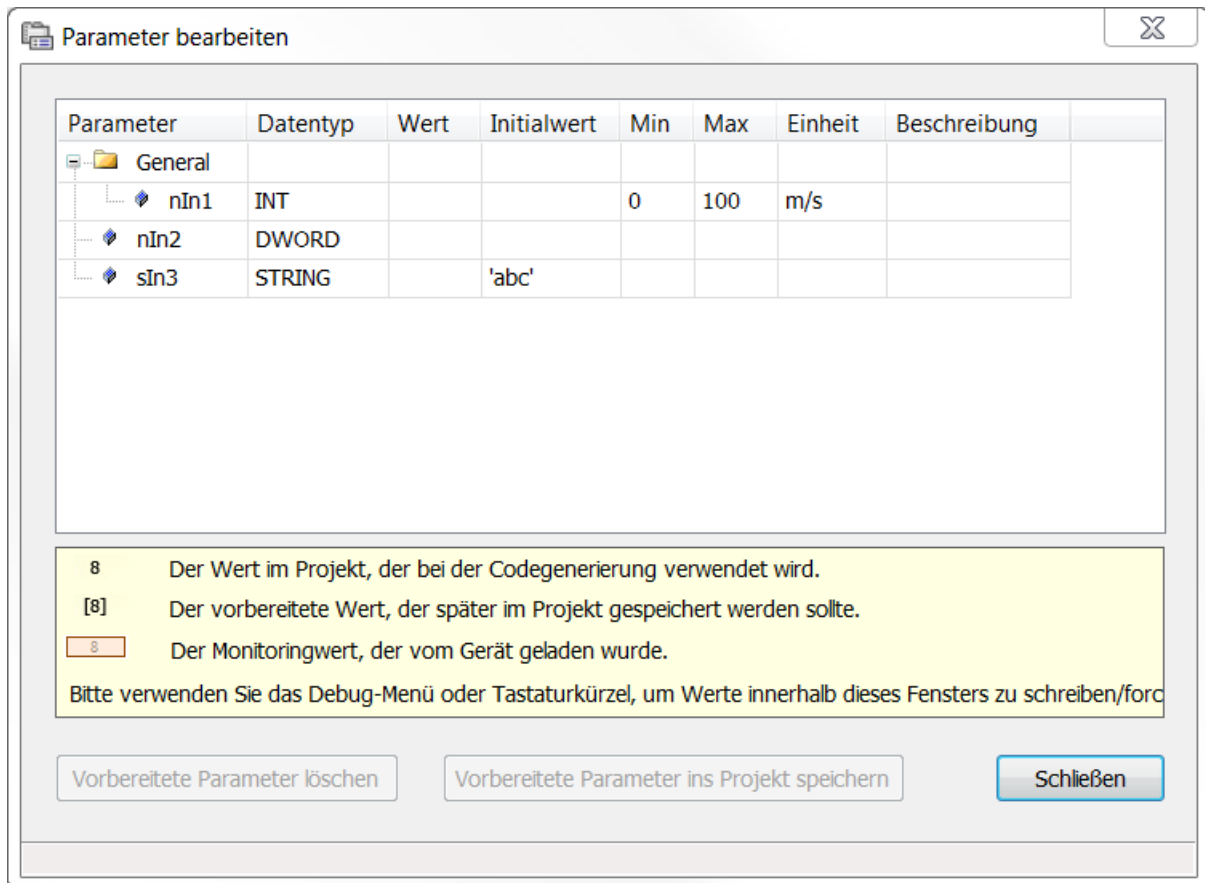 Parameter bearbeiten
Parameter Datentyp Wert Initialwert Min Max Einheit Beschreibung
General
nIn1 INT 0 100 m/s
nIn2 DWORD
sIn3 STRING 'abc'
8 Der Wert im Projekt, der bei der Codegenerierung verwendet wird.
[8] Der vorbereitete Wert, der später im Projekt gespeichert werden sollte.
8 Der Monitoringwert, der vom Gerät geladen wurde.
Bitte verwenden Sie das Debug-Menü oder Tastaturkürzel, um Werte innerhalb dieses Fensters zu schreiben/forc
Vorbereitete Parameter löschen Vorbereitete Parameter ins Projekt speichern Schließen